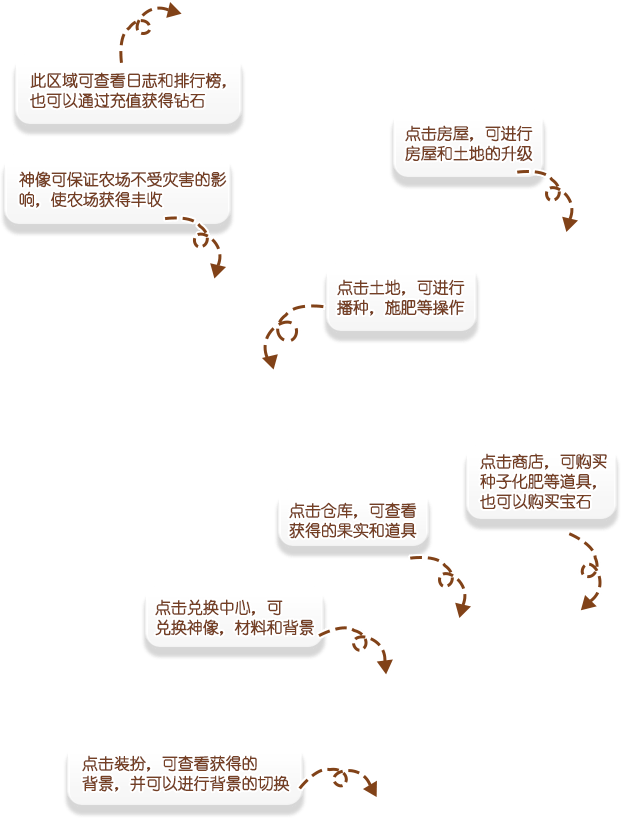 此区域可查看日志和排行榜，
也可以通过充值获得钻石
点击房屋，可进行
房屋和土地的升级
神像可保证农场不受灾害的影
响，使农场获得丰收
点击土地，可进行
播种，施肥等操作
点击商店，可购买
种子化肥等道具，
也可以购买宝石
点击仓库，可查看
获得的果实和道具
点击兑换中心，可
兑换神像，材料和背景
点击装扮，可查看获得的
背景，并可以进行背景的切换